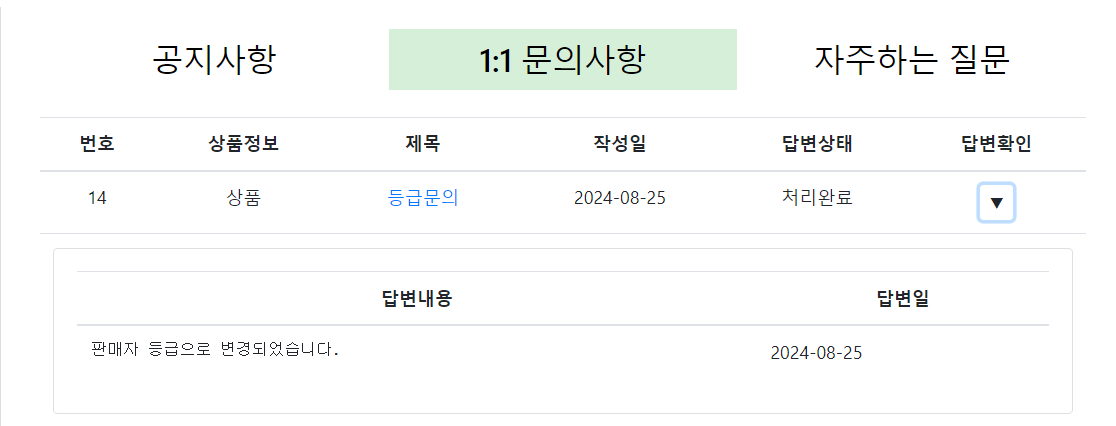 공지사항 1:1 문의사항 자주하는 질문
번호 상품정보 제목 작성일 답변상태 답변확인
14 상품 등급문의 2024-08-25 처리완료 ▼
답변내용 답변일
판매자 등급으로 변경되었습니다. 2024-08-25